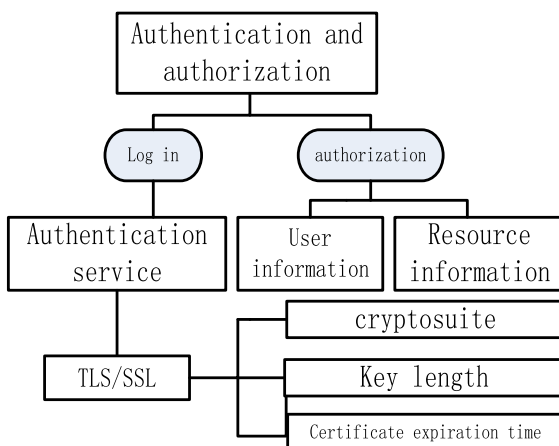 Authentication and
authorization
Log in
authorization
Authentication
service
User
information
Resource
information
cryptosuite
TLS/SSL
Key length
Certificate expiration time